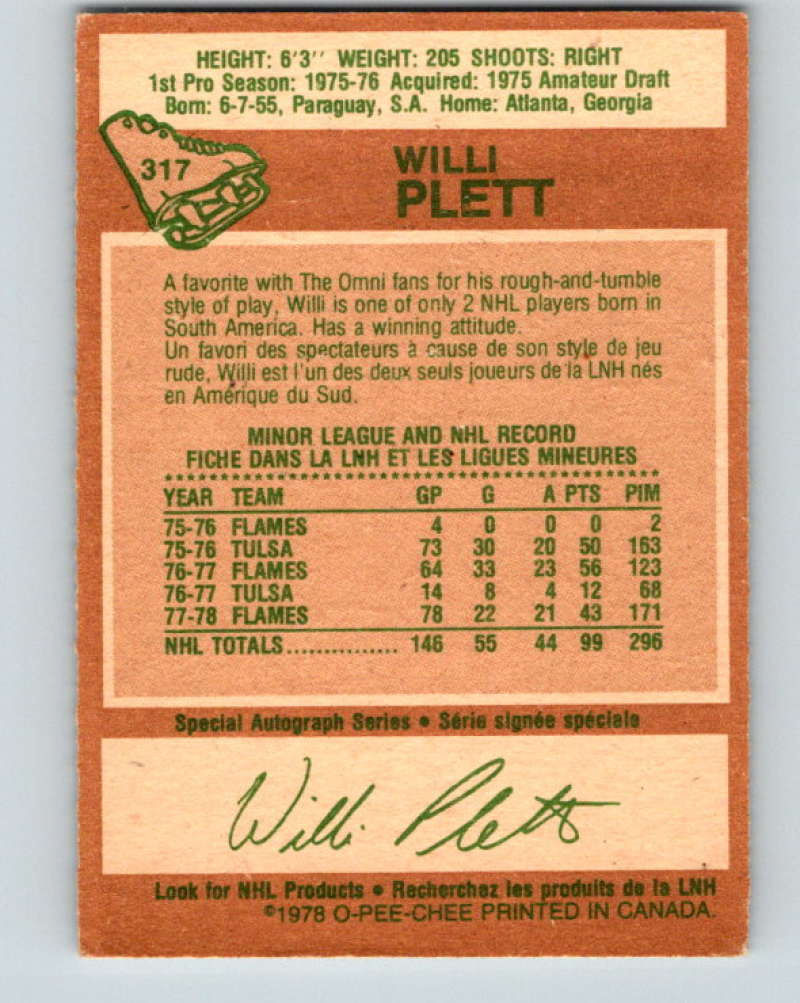 HEIGHT: 6'3'' WEIGHT: 205 SHOOTS: RIGHT
1st Pro Season: 1975-76 Acquired: 1975 Amateur Draft
Born: 6-7-55, Paraguay, S.A. Home: Atlanta, Georgia
317
WILLI
PLETT
A favorite with The Omni fans for his rough-and-tumble
style of play, Willi is one of only 2 NHL players born in
South America. Has a winning attitude.
Un favori des spectateurs à cause de son style de jeu
rude, Willi est l'un des deux seuls joueurs de la LNH nés
en Amérique du Sud.
MINOR LEAGUE AND NHL RECORD
FICHE DANS LA LNH ET LES LIGUES MINEURES
YEAR TEAM GP G A PTS PIM
75-76 FLAMES 4 0 0 0 2
75-76 TULSA 73 30 20 50 163
76-77 FLAMES 64 33 23 56 123
76-77 TULSA 14 8 4 12 68
77-78 FLAMES 78 22 21 43 171
NHL TOTALS............... 146 55 44 99 296
Special Autograph Series • Série signée spéciale
Willi Plett
Look for NHL Products • Recherchez les produits de la LNH
©1978 O-PEE-CHEE PRINTED IN CANADA.